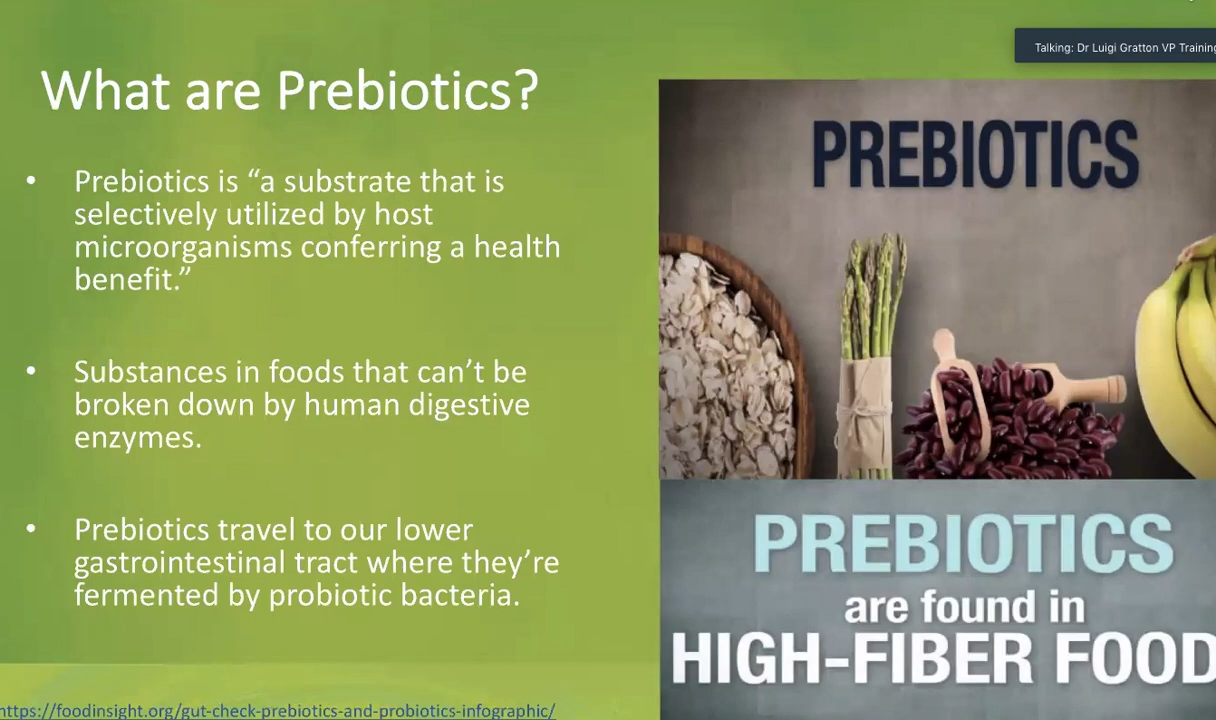 Talking: Dr Luigi Gratton VP Training
What are Prebiotics?
• Prebiotics is “a substrate that is
selectively utilized by host
microorganisms conferring a health
benefit.”
• Substances in foods that can’t be
broken down by human digestive
enzymes.
• Prebiotics travel to our lower
gastrointestinal tract where they’re
fermented by probiotic bacteria.
https://foodinsight.org/gut-check-prebiotics-and-probiotics-infographic/
PREBIOTICS
PREBIOTICS
are found in
HIGH-FIBER FOOD